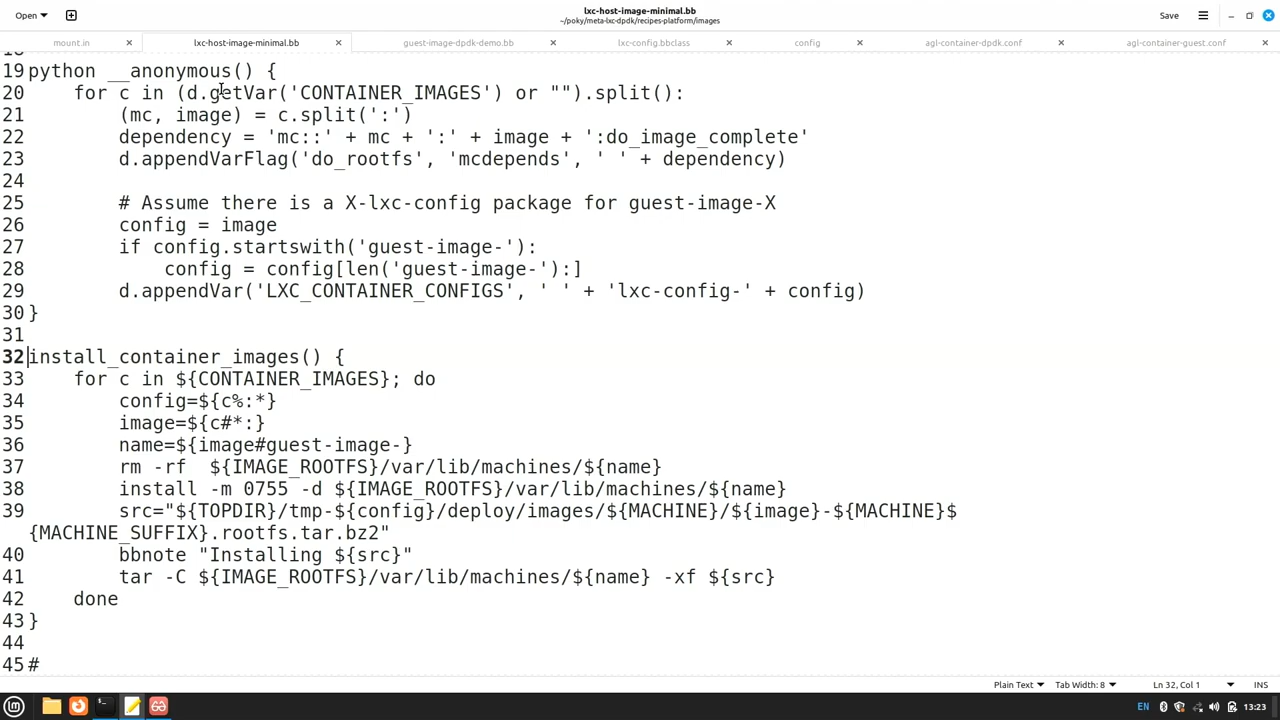 Open
lxc-host-image-minimal.bb
~/poky/meta-lxc-dpdk/recipes-platform/images
Save
mount.in
lxc-host-image-minimal.bb
guest-image-dpdk-demo.bb
lxc-config.bbclass
config
agl-container-dpdk.conf
agl-container-guest.conf
19 python __anonymous() {
20 for c in (d.getVar('CONTAINER_IMAGES') or "").split():
21 (mc, image) = c.split(':')
22 dependency = 'mc::' + mc + ':' + image + ':do_image_complete'
23 d.appendVarFlag('do_rootfs', 'mcdepends', ' ' + dependency)
24
25 # Assume there is a X-lxc-config package for guest-image-X
26 config = image
27 if config.startswith('guest-image-'):
28 config = config[len('guest-image-'):]
29 d.appendVar('LXC_CONTAINER_CONFIGS', ' ' + 'lxc-config-' + config)
30 }
31
32 install_container_images() {
33 for c in ${CONTAINER_IMAGES}; do
34 config=${c%:*}
35 image=${c#*:}
36 name=${image#guest-image-}
37 rm -rf  ${IMAGE_ROOTFS}/var/lib/machines/${name}
38 install -m 0755 -d ${IMAGE_ROOTFS}/var/lib/machines/${name}
39 src="${TOPDIR}/tmp-${config}/deploy/images/${MACHINE}/${image}-${MACHINE}$
{MACHINE_SUFFIX}.rootfs.tar.bz2"
40 bbnote "Installing ${src}"
41 tar -C ${IMAGE_ROOTFS}/var/lib/machines/${name} -xf ${src}
42 done
43 }
44
45 #
Plain Text
Tab Width: 8
Ln 32, Col 1
INS
EN
13:23